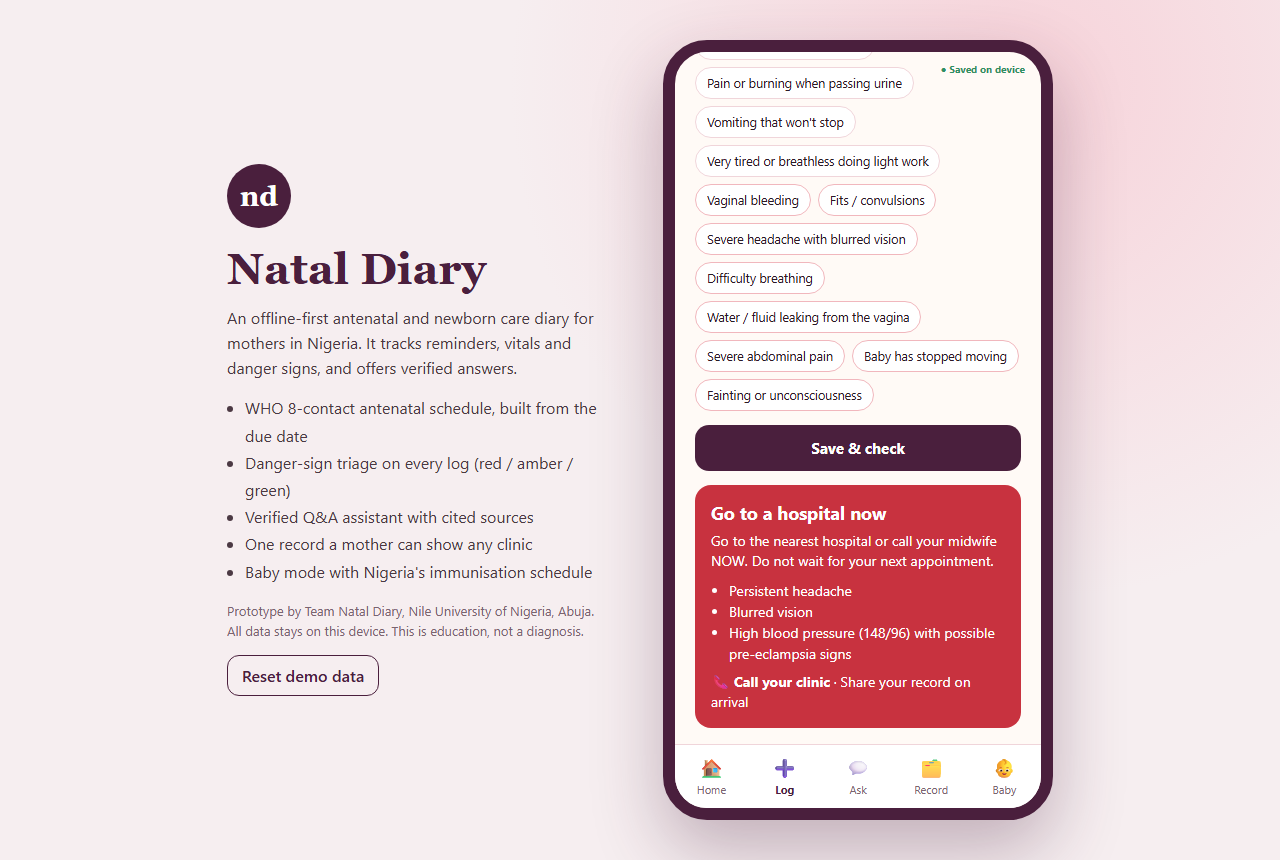 nd
Natal Diary
An offline-first antenatal and newborn care diary for
mothers in Nigeria. It tracks reminders, vitals and
danger signs, and offers verified answers.
• WHO 8-contact antenatal schedule, built from the
due date
• Danger-sign triage on every log (red / amber /
green)
• Verified Q&A assistant with cited sources
• One record a mother can show any clinic
• Baby mode with Nigeria's immunisation schedule
Prototype by Team Natal Diary, Nile University of Nigeria, Abuja.
All data stays on this device. This is education, not a diagnosis.
Reset demo data
● Saved on device
Pain or burning when passing urine
Vomiting that won't stop
Very tired or breathless doing light work
Vaginal bleeding Fits / convulsions
Severe headache with blurred vision
Difficulty breathing
Water / fluid leaking from the vagina
Severe abdominal pain Baby has stopped moving
Fainting or unconsciousness
Save & check
Go to a hospital now
Go to the nearest hospital or call your midwife
NOW. Do not wait for your next appointment.
• Persistent headache
• Blurred vision
• High blood pressure (148/96) with possible
pre-eclampsia signs
📞 Call your clinic · Share your record on
arrival
Home Log Ask Record Baby